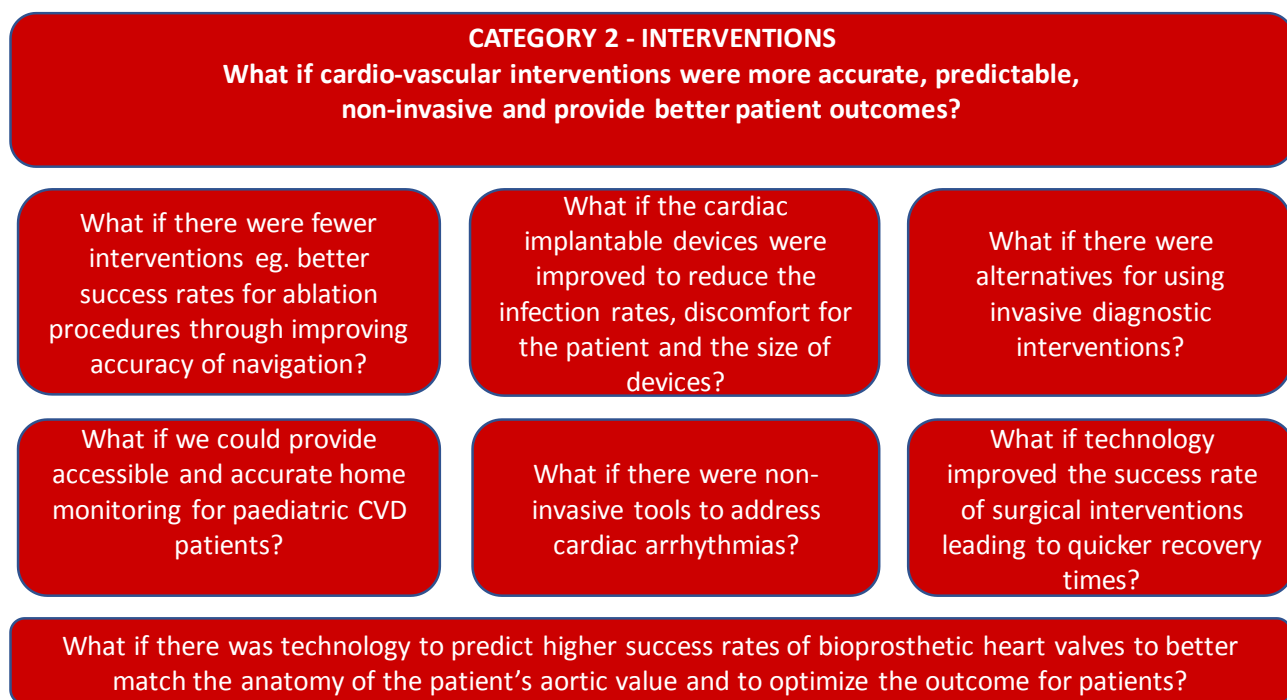 CATEGORY 2 - INTERVENTIONS
What if cardio-vascular interventions were more accurate, predictable,
non-invasive and provide better patient outcomes?
What if there were fewer
interventions eg. better
success rates for ablation
procedures through improving
accuracy of navigation?
What if the cardiac
implantable devices were
improved to reduce the
infection rates, discomfort for
the patient and the size of
devices?
What if there were
alternatives for using
invasive diagnostic
interventions?
What if we could provide
accessible and accurate home
monitoring for paediatric CVD
patients?
What if there were non-
invasive tools to address
cardiac arrhythmias?
What if technology
improved the success rate
of surgical interventions
leading to quicker recovery
times?
What if there was technology to predict higher success rates of bioprosthetic heart valves to better
match the anatomy of the patient's aortic value and to optimize the outcome for patients?